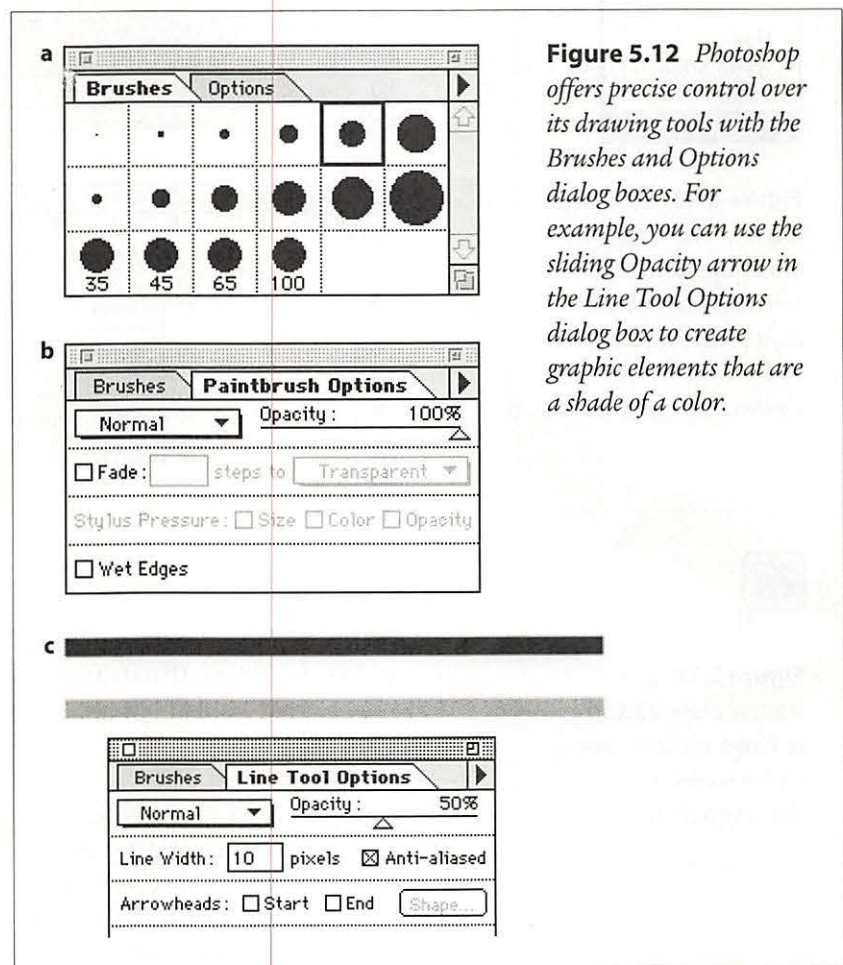 a
Brushes Options
35 45 65 100
Figure 5.12 Photoshop
offers precise control over
its drawing tools with the
Brushes and Options
dialog boxes. For
example, you can use the
sliding Opacity arrow in
the Line Tool Options
dialog box to create
graphic elements that are
a shade of a color.
b
Brushes Paintbrush Options
Normal Opacity: 100%
Fade: steps to Transparent
Stylus Pressure: Size Color Opacity
Wet Edges
c
Brushes Line Tool Options
Normal Opacity: 50%
Line Width: 10 pixels Anti-aliased
Arrowheads: Start End Shape...